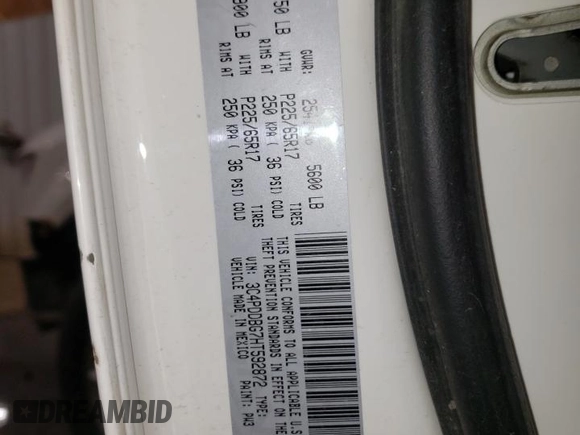 GVWR: 5600 LB
50 LB WITH P225/65R17 TIRES
RIMS AT 250 KPA ( 36 PSI) COLD
900 LB WITH P225/65R17 TIRES
RIMS AT 250 KPA ( 36 PSI) COLD
THIS VEHICLE CONFORMS TO ALL APPLICABLE U.S
THEFT PREVENTION STANDARDS IN EFFECT ON THE
VIN: 3C4PDDBG7HT592872 TYPE:
VEHICLE MADE IN MEXICO PAINT: PW3
DREAMBID